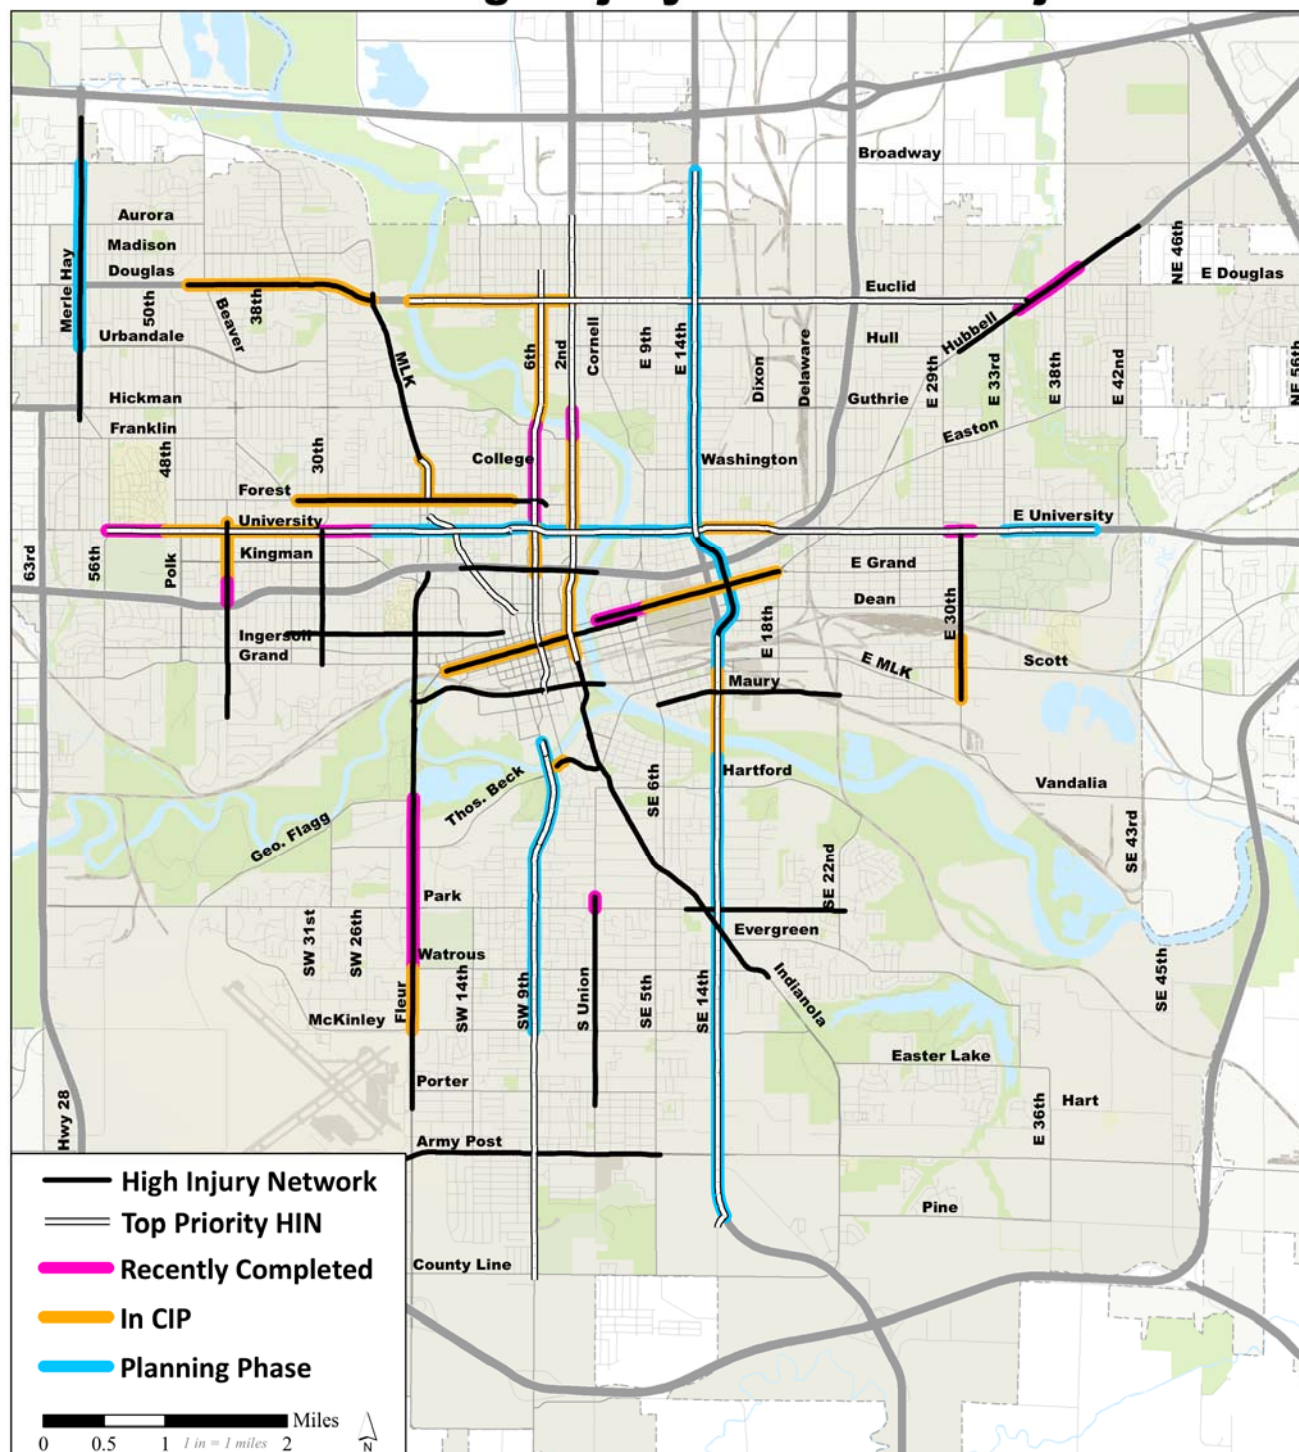 Broadway
Aurora
Madison
Douglas
Merle Hay
50th
Beaver
38th
Urbandale
MLK
6th
2nd
Cornell
E 9th
E 14th
Dixon
Delaware
Euclid
Hull
Hubbell
NE 46th
E Douglas
Guthrie
E 29th
E 33rd
E 38th
E 42nd
NE 56th
Hickman
Franklin
48th
30th
College
Washington
Easton
Forest
University
E University
Kingman
63rd
56th
Polk
E Grand
Dean
Ingersoll
Grand
E 18th
E MLK
E 30th
Scott
Maury
Hartford
Thos. Beck
SE 6th
Vandalia
Geo. Flagg
SE 43rd
SE 22nd
Park
Evergreen
SW 31st
SW 26th
Watrous
SW 14th
SW 9th
S Union
SE 5th
SE 14th
Indianola
SE 45th
McKinley
Fleur
Easter Lake
Porter
Hart
E 36th
Hwy 28
Army Post
Pine
County Line
High Injury Network
Top Priority HIN
Recently Completed
In CIP
Planning Phase
Miles
0 0.5 1 1 in = 1 miles 2
N